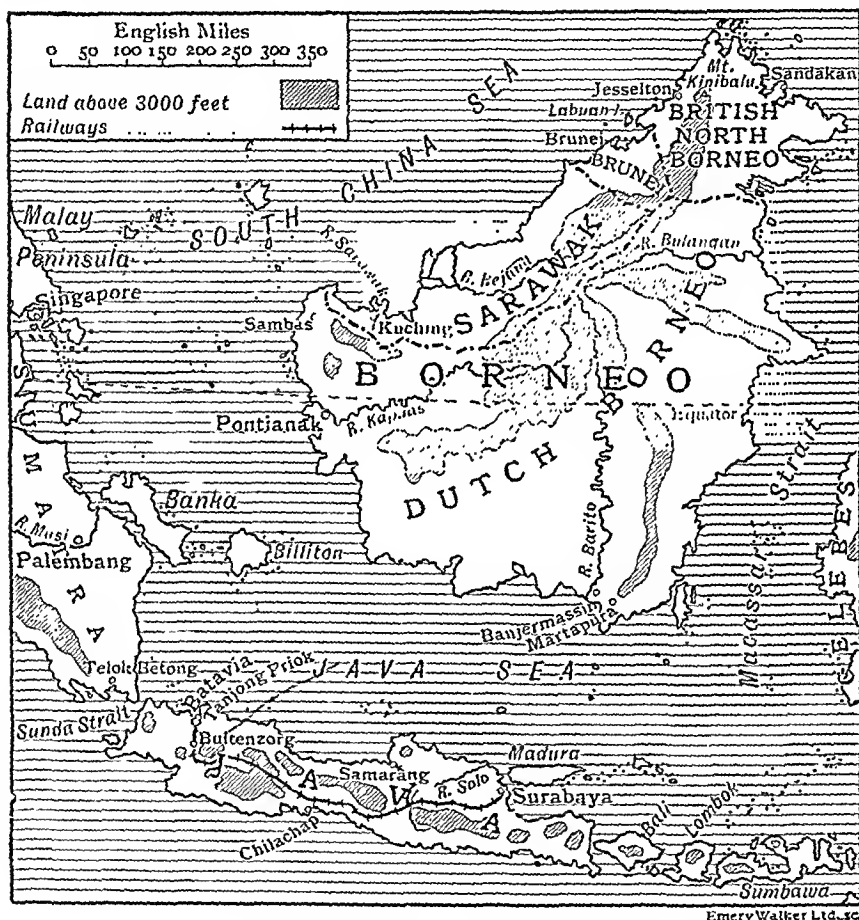 English Miles
0 50 100 150 200 250 300 350
Land above 3000 feet
Railways
SOUTH CHINA SEA
Mt. Kinibalu
Sandakan
Jesselton
Labuan I.
BRITISH
NORTH
BORNEO
Brunei
BRUNEI
Malay
Peninsula
Singapore
R. Sarawak
R. Rejang
SARAWAK
R. Bulangan
Sambas
Kuching
BORNEO
Equator
Pontianak
R. Kapuas
DUTCH BORNEO
SUMATRA
Banka
R. Musi
Palembang
Billiton
R. Barito
Macassar Strait
CELEBES
Banjermassin
Martapura
Telok Betong
JAVA SEA
Batavia
Tanjong Priok
Sunda Strait
Buitenzorg
JAVA
Samarang
R. Solo
Madura
Surabaya
Chilachap
Bali
Lombok
Sumbawa
Emery Walker Ltd. sc.